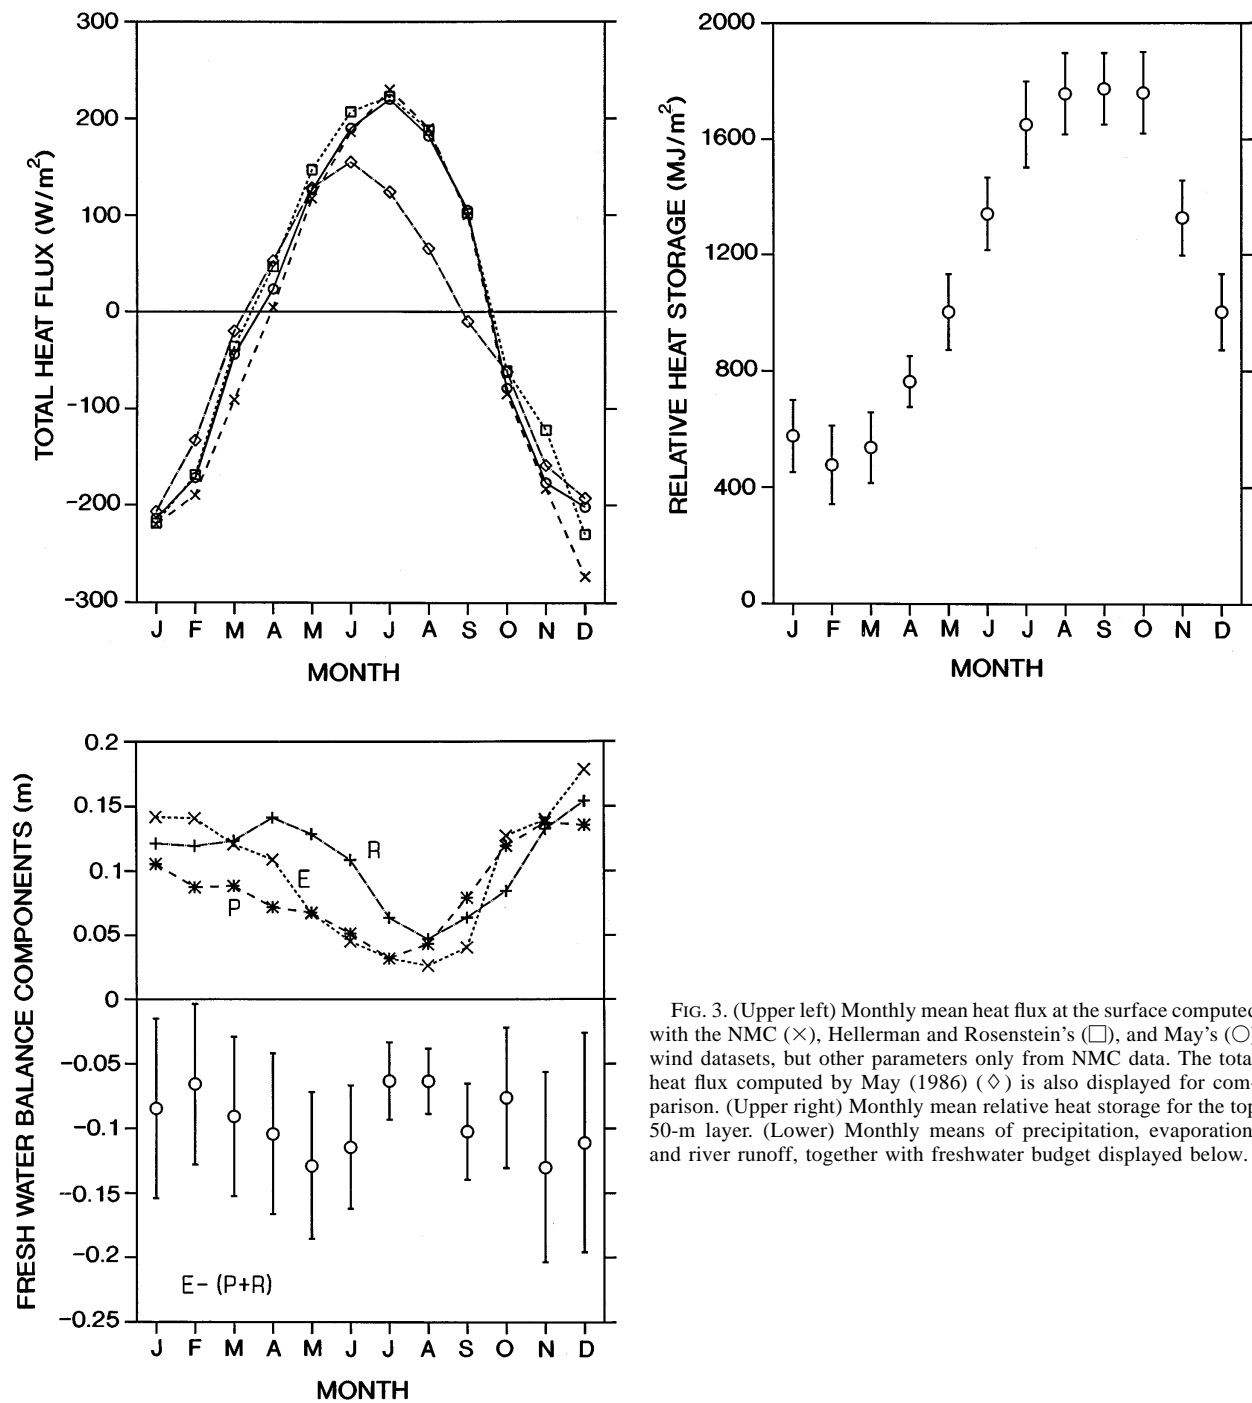 300
200
100
0
-100
-200
-300
TOTAL HEAT FLUX (W/m²)
J F M A M J J A S O N D
MONTH
2000
1600
1200
800
400
0
RELATIVE HEAT STORAGE (MJ/m²)
J F M A M J J A S O N D
MONTH
0.2
0.15
0.1
0.05
0
-0.05
-0.1
-0.15
-0.2
-0.25
FRESH WATER BALANCE COMPONENTS (m)
R
E
P
E-(P+R)
J F M A M J J A S O N D
MONTH
FIG. 3. (Upper left) Monthly mean heat flux at the surface computed
with the NMC (×), Hellerman and Rosenstein's (□), and May's (○)
wind datasets, but other parameters only from NMC data. The total
heat flux computed by May (1986) (◇) is also displayed for com-
parison. (Upper right) Monthly mean relative heat storage for the top
50-m layer. (Lower) Monthly means of precipitation, evaporation,
and river runoff, together with freshwater budget displayed below.